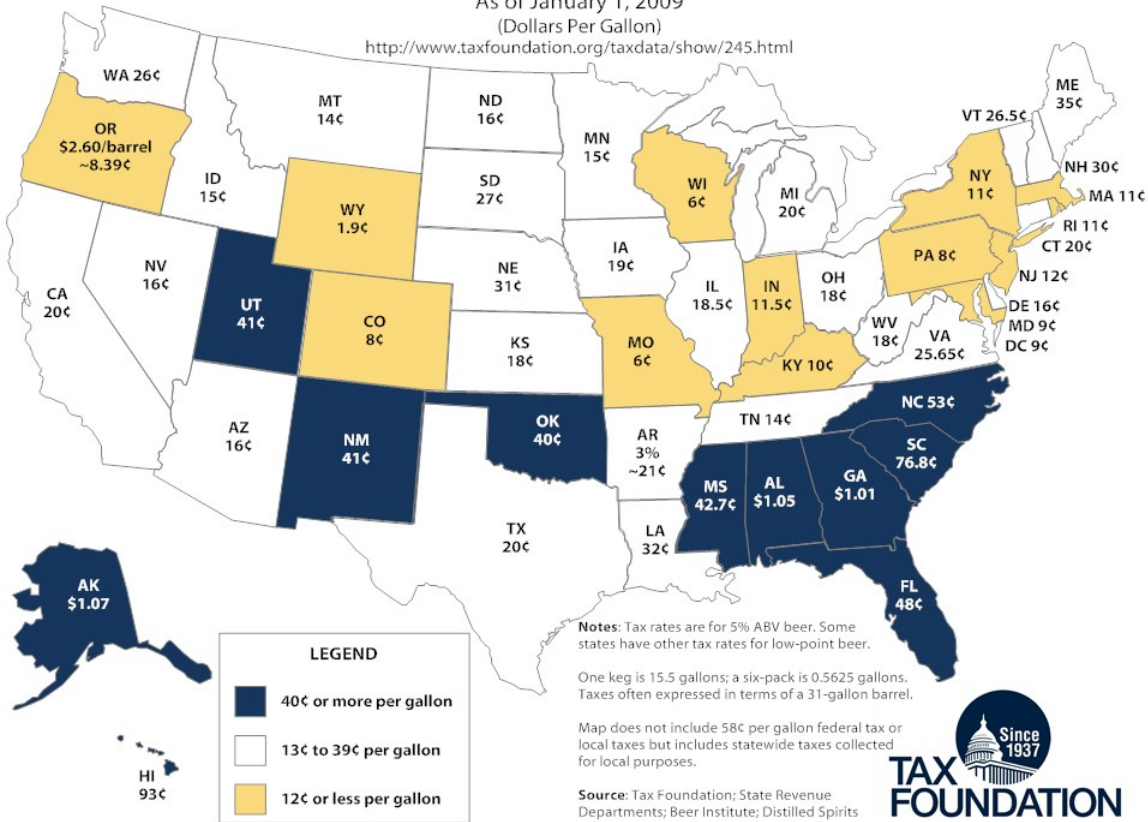 As of January 1, 2009
(Dollars Per Gallon)
http://www.taxfoundation.org/taxdata/show/245.html
WA 26¢
OR
$2.60/barrel
~8.39¢
MT
14¢
ID
15¢
WY
1.9¢
ND
16¢
SD
27¢
NE
31¢
KS
18¢
MN
15¢
IA
19¢
WI
6¢
MI
20¢
IL
18.5¢
IN
11.5¢
OH
18¢
KY 10¢
WV
18¢
VA
25.65¢
PA 8¢
NY
11¢
VT 26.5¢
ME
35¢
NH 30¢
MA 11¢
RI 11¢
CT 20¢
NJ 12¢
DE 16¢
MD 9¢
DC 9¢
CA
20¢
NV
16¢
UT
41¢
CO
8¢
AZ
16¢
NM
41¢
OK
40¢
TX
20¢
MO
6¢
AR
3%
~21¢
LA
32¢
TN 14¢
MS
42.7¢
AL
$1.05
GA
$1.01
NC 53¢
SC
76.8¢
FL
48¢
AK
$1.07
HI
93¢
LEGEND
40¢ or more per gallon
13¢ to 39¢ per gallon
12¢ or less per gallon
Notes: Tax rates are for 5% ABV beer. Some
states have other tax rates for low-point beer.
One keg is 15.5 gallons; a six-pack is 0.5625 gallons.
Taxes often expressed in terms of a 31-gallon barrel.
Map does not include 58¢ per gallon federal tax or
local taxes but includes statewide taxes collected
for local purposes.
Source: Tax Foundation; State Revenue
Departments; Beer Institute; Distilled Spirits
Since
1937
TAX
FOUNDATION